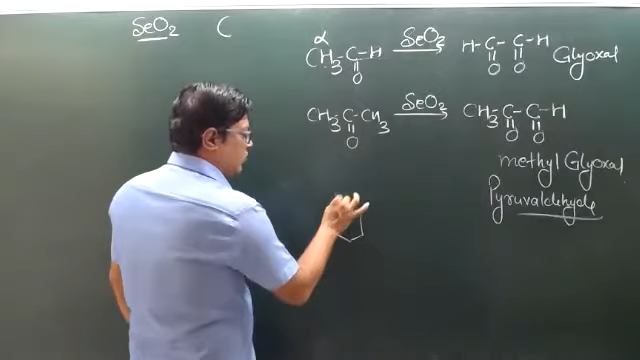 SeO₂ C
α
CH₃-C-H SeO₂ H-C-C-H Glyoxal
O O O
CH₃-C-CH₃ SeO₂ CH₃-C-C-H
O O O
methyl Glyoxal
Pyruvaldehyde